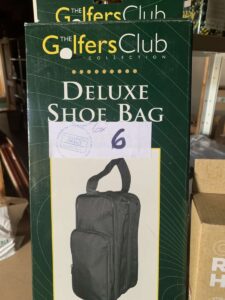 THE
GolfersClub
THE
GolfersClub
COLLECTION
DELUXE
SHOE BAG
6
R
H